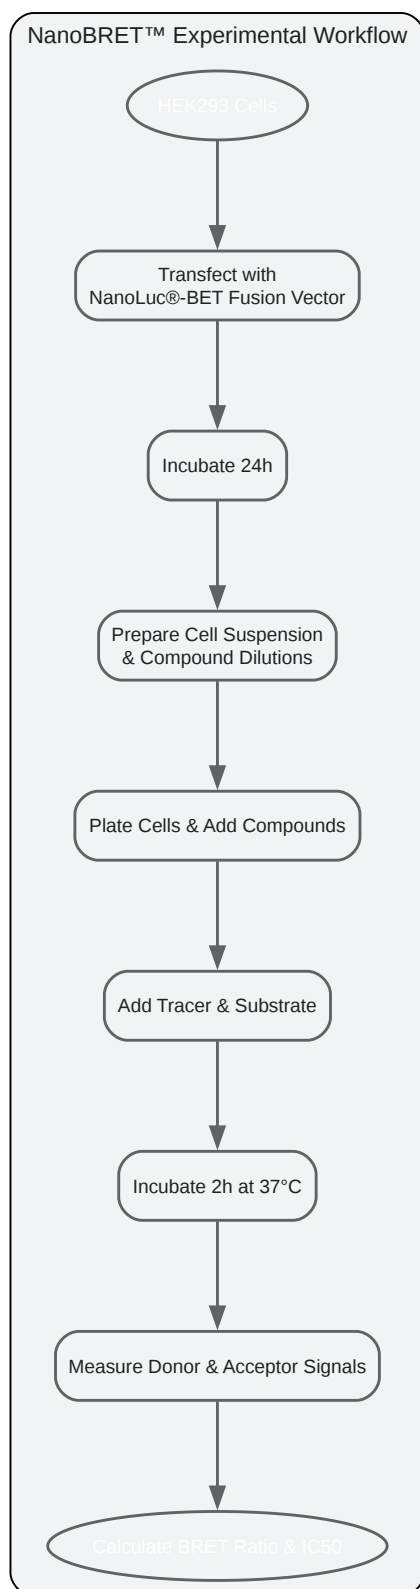 NanoBRET™ Experimental Workflow
HEK293 Cells
Transfect with
NanoLuc®-BET Fusion Vector
Incubate 24h
Prepare Cell Suspension
& Compound Dilutions
Plate Cells & Add Compounds
Add Tracer & Substrate
Incubate 2h at 37°C
Measure Donor & Acceptor Signals
Calculate BRET Ratio & IC50